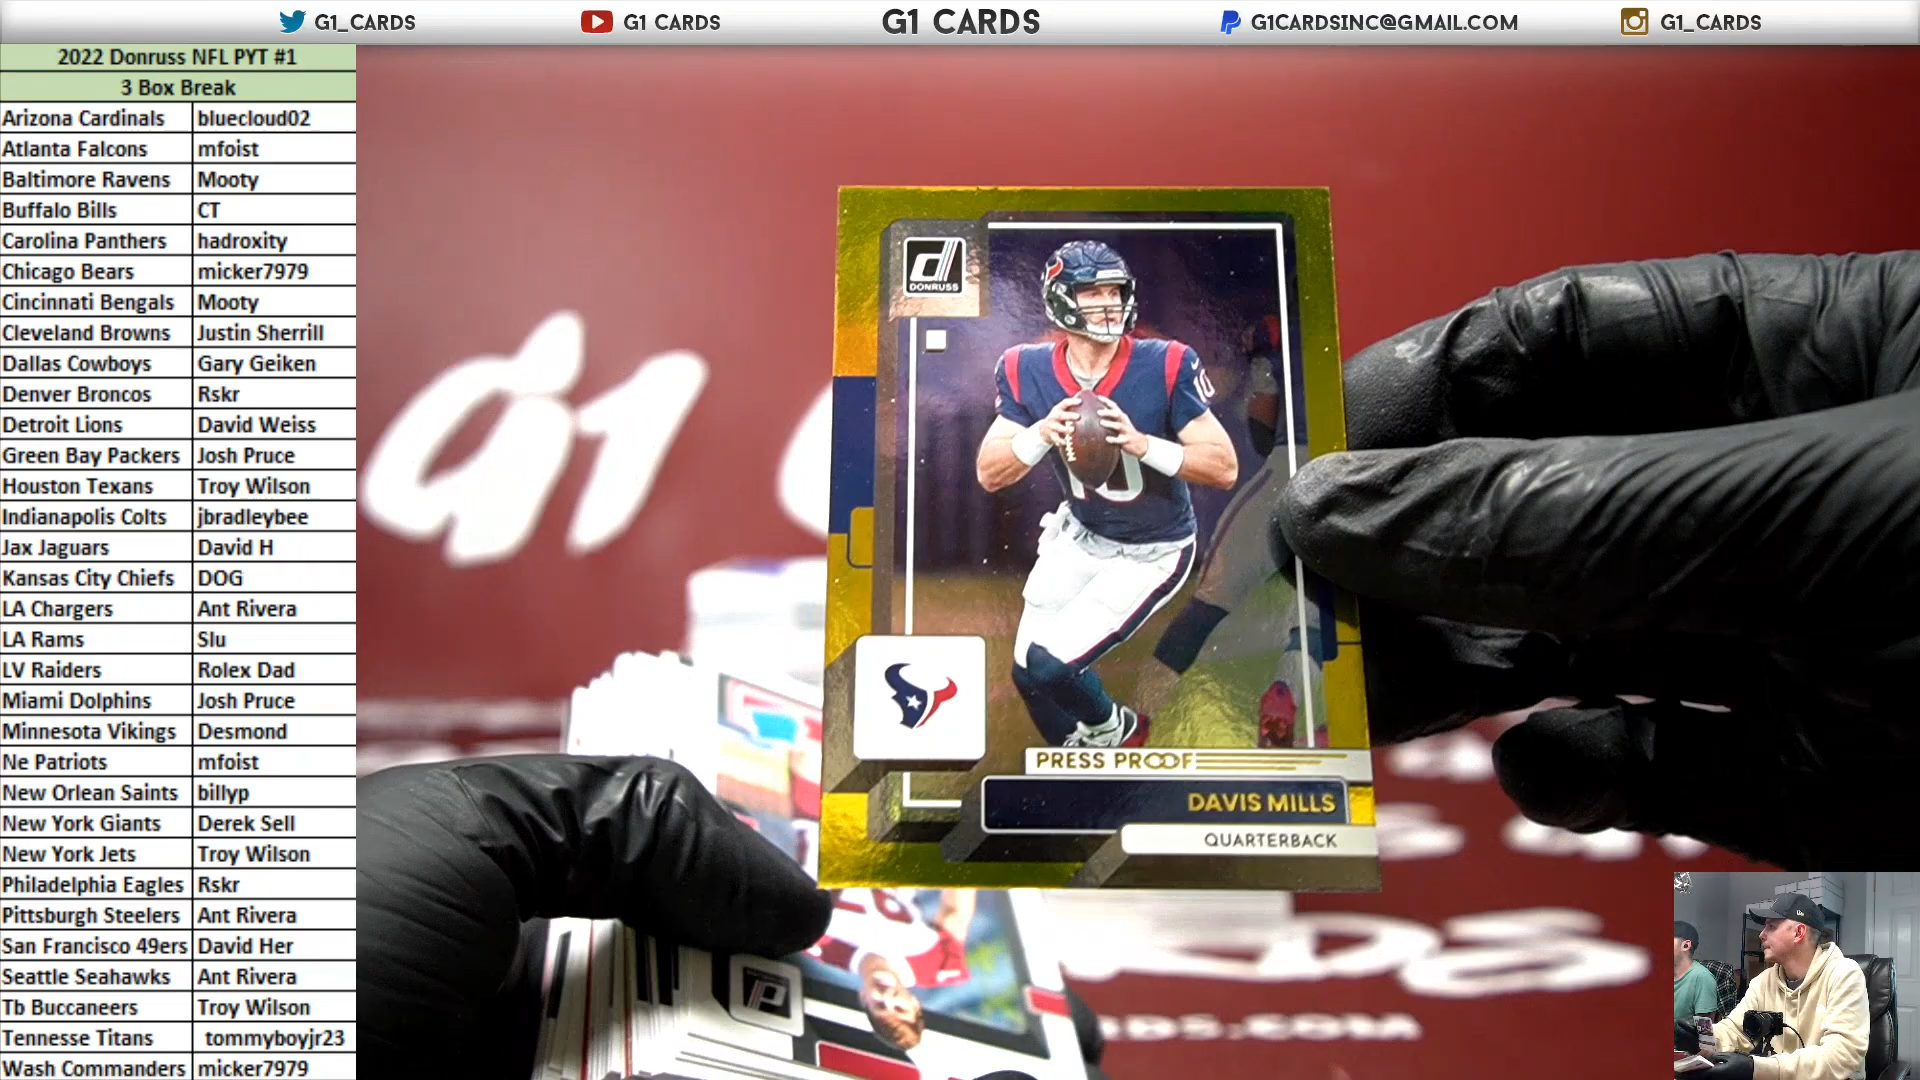 G1_CARDS
G1 CARDS
G1 CARDS
G1CARDSINC@GMAIL.COM
G1_CARDS
2022 Donruss NFL PYT #1
3 Box Break
Arizona Cardinals bluecloud02
Atlanta Falcons mfoist
Baltimore Ravens Mooty
Buffalo Bills CT
Carolina Panthers hadroxity
Chicago Bears micker7979
Cincinnati Bengals Mooty
Cleveland Browns Justin Sherrill
Dallas Cowboys Gary Geiken
Denver Broncos Rskr
Detroit Lions David Weiss
Green Bay Packers Josh Pruce
Houston Texans Troy Wilson
Indianapolis Colts jbradleybee
Jax Jaguars David H
Kansas City Chiefs DOG
LA Chargers Ant Rivera
LA Rams Slu
LV Raiders Rolex Dad
Miami Dolphins Josh Pruce
Minnesota Vikings Desmond
Ne Patriots mfoist
New Orlean Saints billyp
New York Giants Derek Sell
New York Jets Troy Wilson
Philadelphia Eagles Rskr
Pittsburgh Steelers Ant Rivera
San Francisco 49ers David Her
Seattle Seahawks Ant Rivera
Tb Buccaneers Troy Wilson
Tennesse Titans tommyboyjr23
Wash Commanders micker7979
G1
d
DONRUSS
10
10
PRESS PROOF
DAVIS MILLS
QUARTERBACK
P